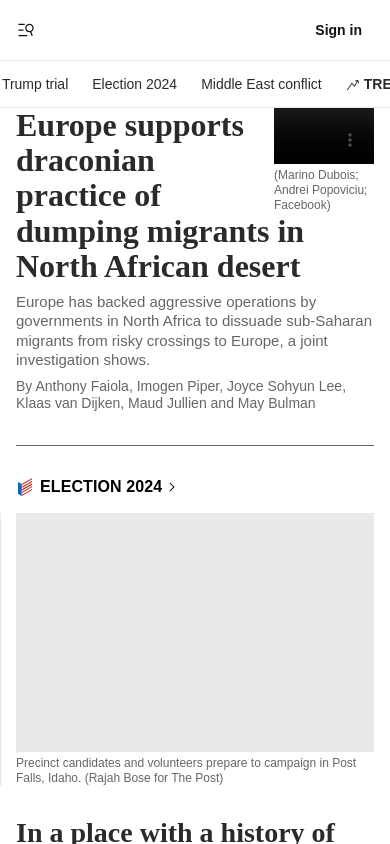 Sign in
Trump trial Election 2024 Middle East conflict TRE
Europe supports
draconian
practice of
dumping migrants in
North African desert
(Marino Dubois;
Andrei Popoviciu;
Facebook)
Europe has backed aggressive operations by
governments in North Africa to dissuade sub-Saharan
migrants from risky crossings to Europe, a joint
investigation shows.
By Anthony Faiola, Imogen Piper, Joyce Sohyun Lee,
Klaas van Dijken, Maud Jullien and May Bulman
ELECTION 2024
Precinct candidates and volunteers prepare to campaign in Post
Falls, Idaho. (Rajah Bose for The Post)
In a place with a history of